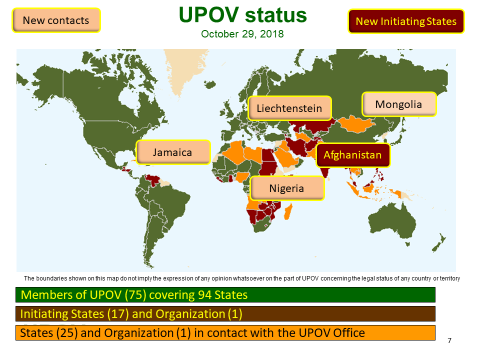 New contacts
UPOV status
October 29, 2018
New Initiating States
Liechtenstein
Mongolia
Jamaica
Afghanistan
Nigeria
The boundaries shown on this map do not imply the expression of any opinion whatsoever on the part of UPOV concerning the legal status of any country or territory
Members of UPOV (75) covering 94 States
Initiating States (17) and Organization (1)
States (25) and Organization (1) in contact with the UPOV Office
7